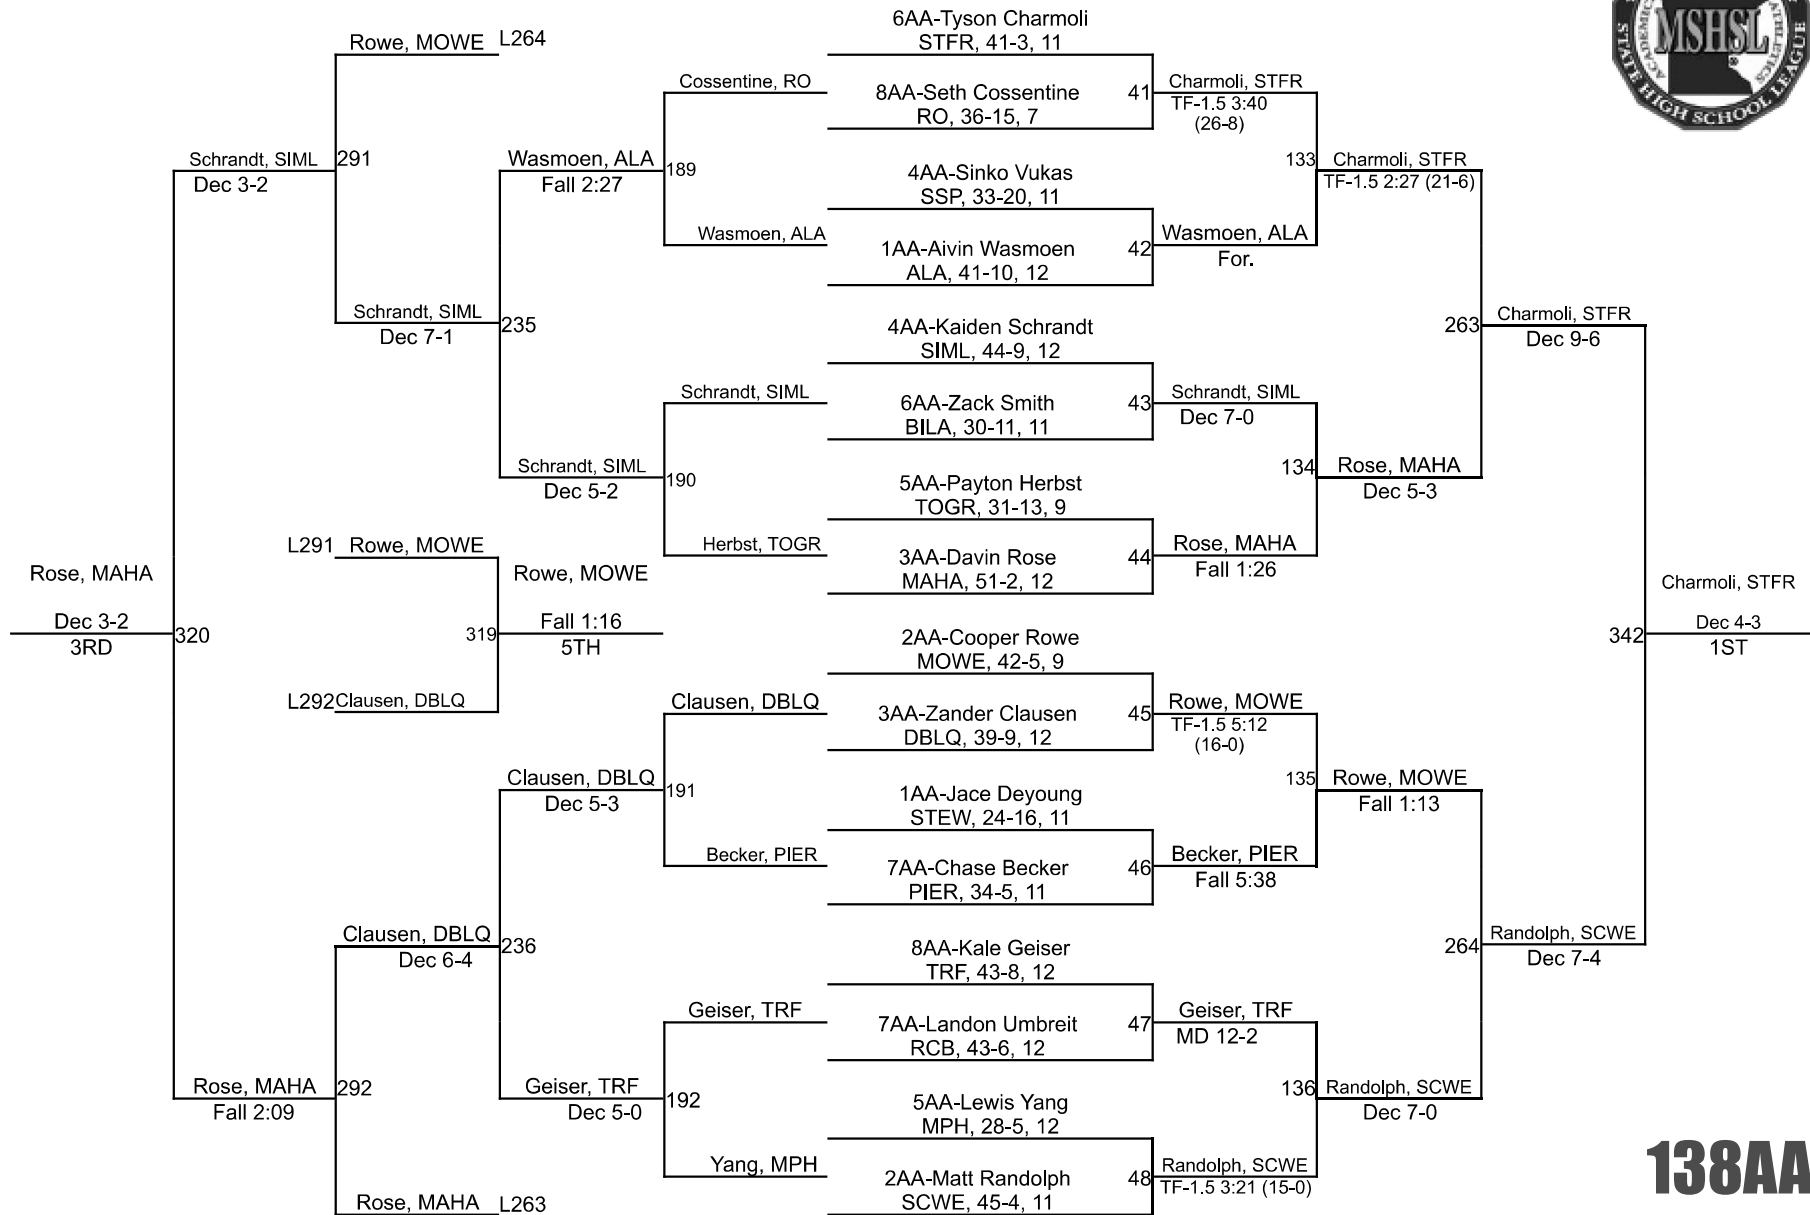 Rowe, MOWE L264
Schrandt, SIML 291
Dec 3-2
Wasmoen, ALA 189
Fall 2:27
Cossentine, RO
Wasmoen, ALA
Schrandt, SIML 235
Dec 7-1
Schrandt, SIML
Schrandt, SIML 190
Dec 5-2
Herbst, TOGR
L291 Rowe, MOWE
Rose, MAHA
Dec 3-2 320
3RD
Rowe, MOWE
319 Fall 1:16
5TH
L292 Clausen, DBLQ
Clausen, DBLQ
Clausen, DBLQ 191
Dec 5-3
Becker, PIER
Clausen, DBLQ 236
Dec 6-4
Geiser, TRF
Rose, MAHA 292
Fall 2:09
Geiser, TRF 192
Dec 5-0
Yang, MPH
Rose, MAHA L263
6AA-Tyson Charmoli
STFR, 41-3, 11
8AA-Seth Cossentine 41
RO, 36-15, 7
4AA-Sinko Vukas
SSP, 33-20, 11
1AA-Aivin Wasmoen 42
ALA, 41-10, 12
4AA-Kaiden Schrandt
SIML, 44-9, 12
6AA-Zack Smith 43
BILA, 30-11, 11
5AA-Payton Herbst
TOGR, 31-13, 9
3AA-Davin Rose 44
MAHA, 51-2, 12
2AA-Cooper Rowe
MOWE, 42-5, 9
3AA-Zander Clausen 45
DBLQ, 39-9, 12
1AA-Jace Deyoung
STEW, 24-16, 11
7AA-Chase Becker 46
PIER, 34-5, 11
8AA-Kale Geiser
TRF, 43-8, 12
7AA-Landon Umbreit 47
RCB, 43-6, 12
5AA-Lewis Yang
MPH, 28-5, 12
2AA-Matt Randolph 48
SCWE, 45-4, 11
Charmoli, STFR
TF-1.5 3:40
(26-8)
133 Charmoli, STFR
TF-1.5 2:27 (21-6)
Wasmoen, ALA
For.
263 Charmoli, STFR
Dec 9-6
Schrandt, SIML
Dec 7-0
134 Rose, MAHA
Dec 5-3
Rose, MAHA
Fall 1:26
Charmoli, STFR
342 Dec 4-3
1ST
Rowe, MOWE
TF-1.5 5:12
(16-0)
135 Rowe, MOWE
Fall 1:13
Becker, PIER
Fall 5:38
264 Randolph, SCWE
Dec 7-4
Geiser, TRF
MD 12-2
136 Randolph, SCWE
Dec 7-0
Randolph, SCWE
TF-1.5 3:21 (15-0)
MSHSL
STATE HIGH SCHOOL LEAGUE
138AA